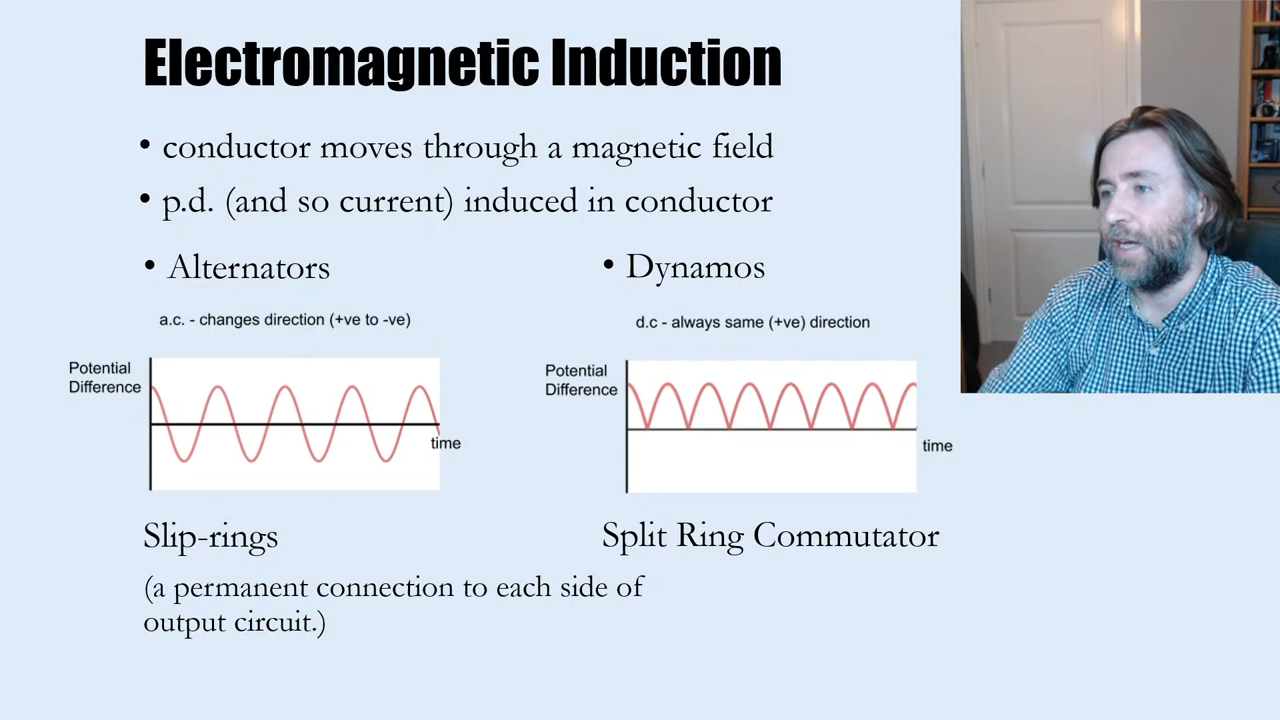 Electromagnetic Induction
• conductor moves through a magnetic field
• p.d. (and so current) induced in conductor
• Alternators
a.c. - changes direction (+ve to -ve)
Potential
Difference
time
Slip-rings
(a permanent connection to each side of
output circuit.)
• Dynamos
d.c - always same (+ve) direction
Potential
Difference
time
Split Ring Commutator